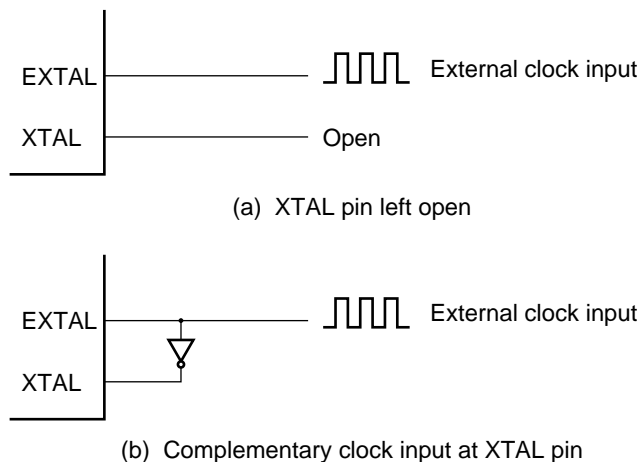 EXTAL
External clock input
XTAL
Open
(a) XTAL pin left open
EXTAL
External clock input
XTAL
(b) Complementary clock input at XTAL pin